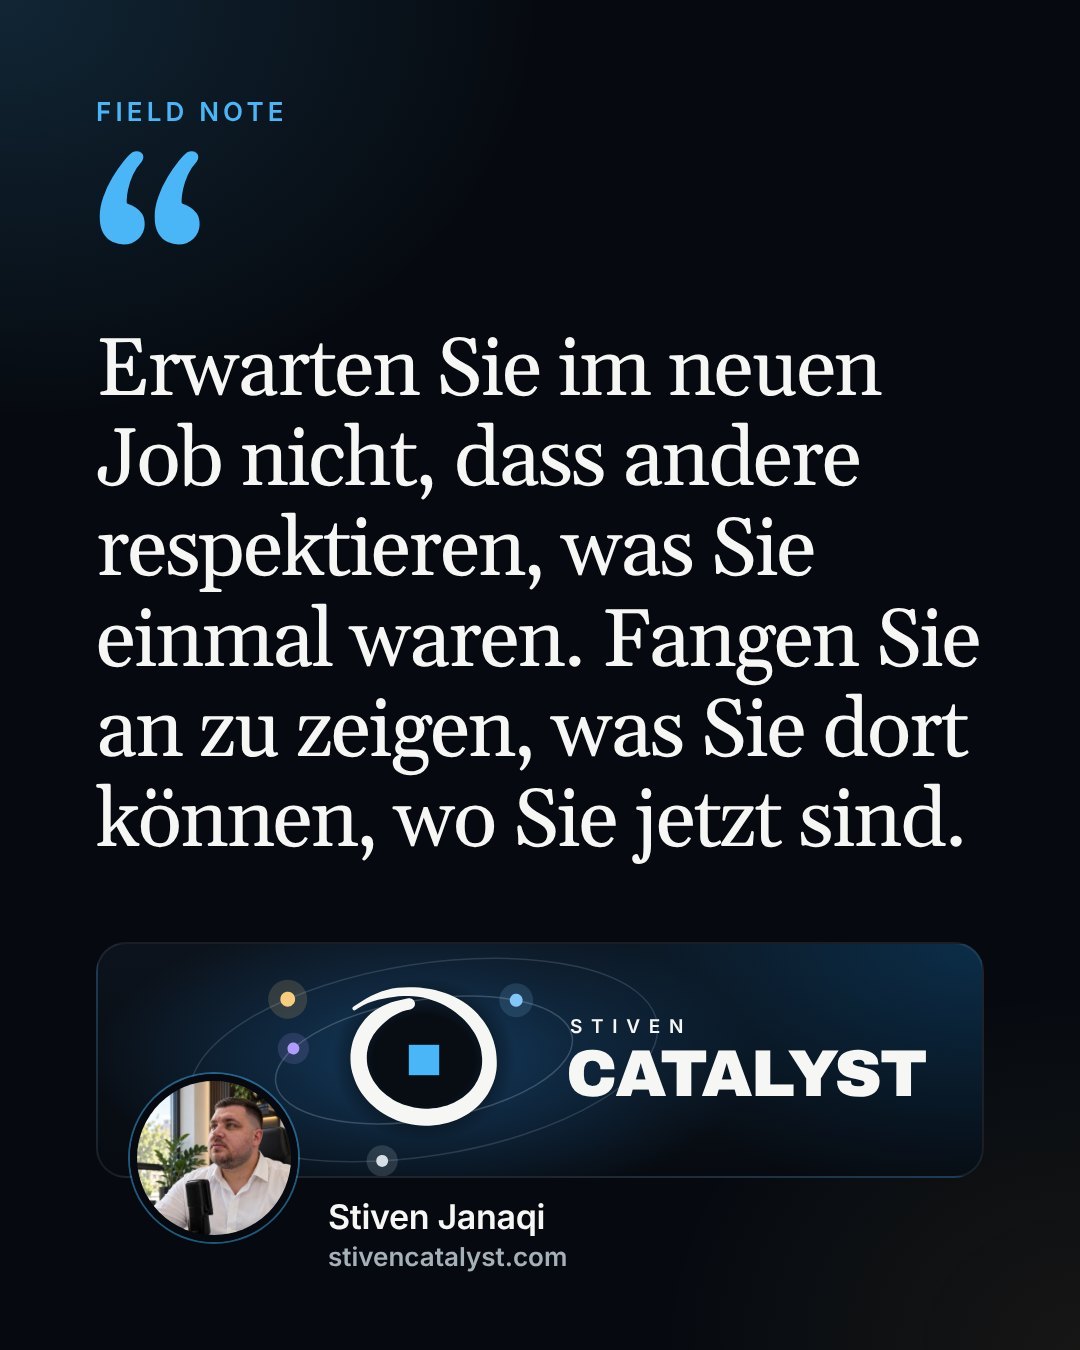 FIELD NOTE
“
Erwarten Sie im neuen
Job nicht, dass andere
respektieren, was Sie
einmal waren. Fangen Sie
an zu zeigen, was Sie dort
können, wo Sie jetzt sind.
STIVEN
CATALYST
Stiven Janaqi
stivencatalyst.com